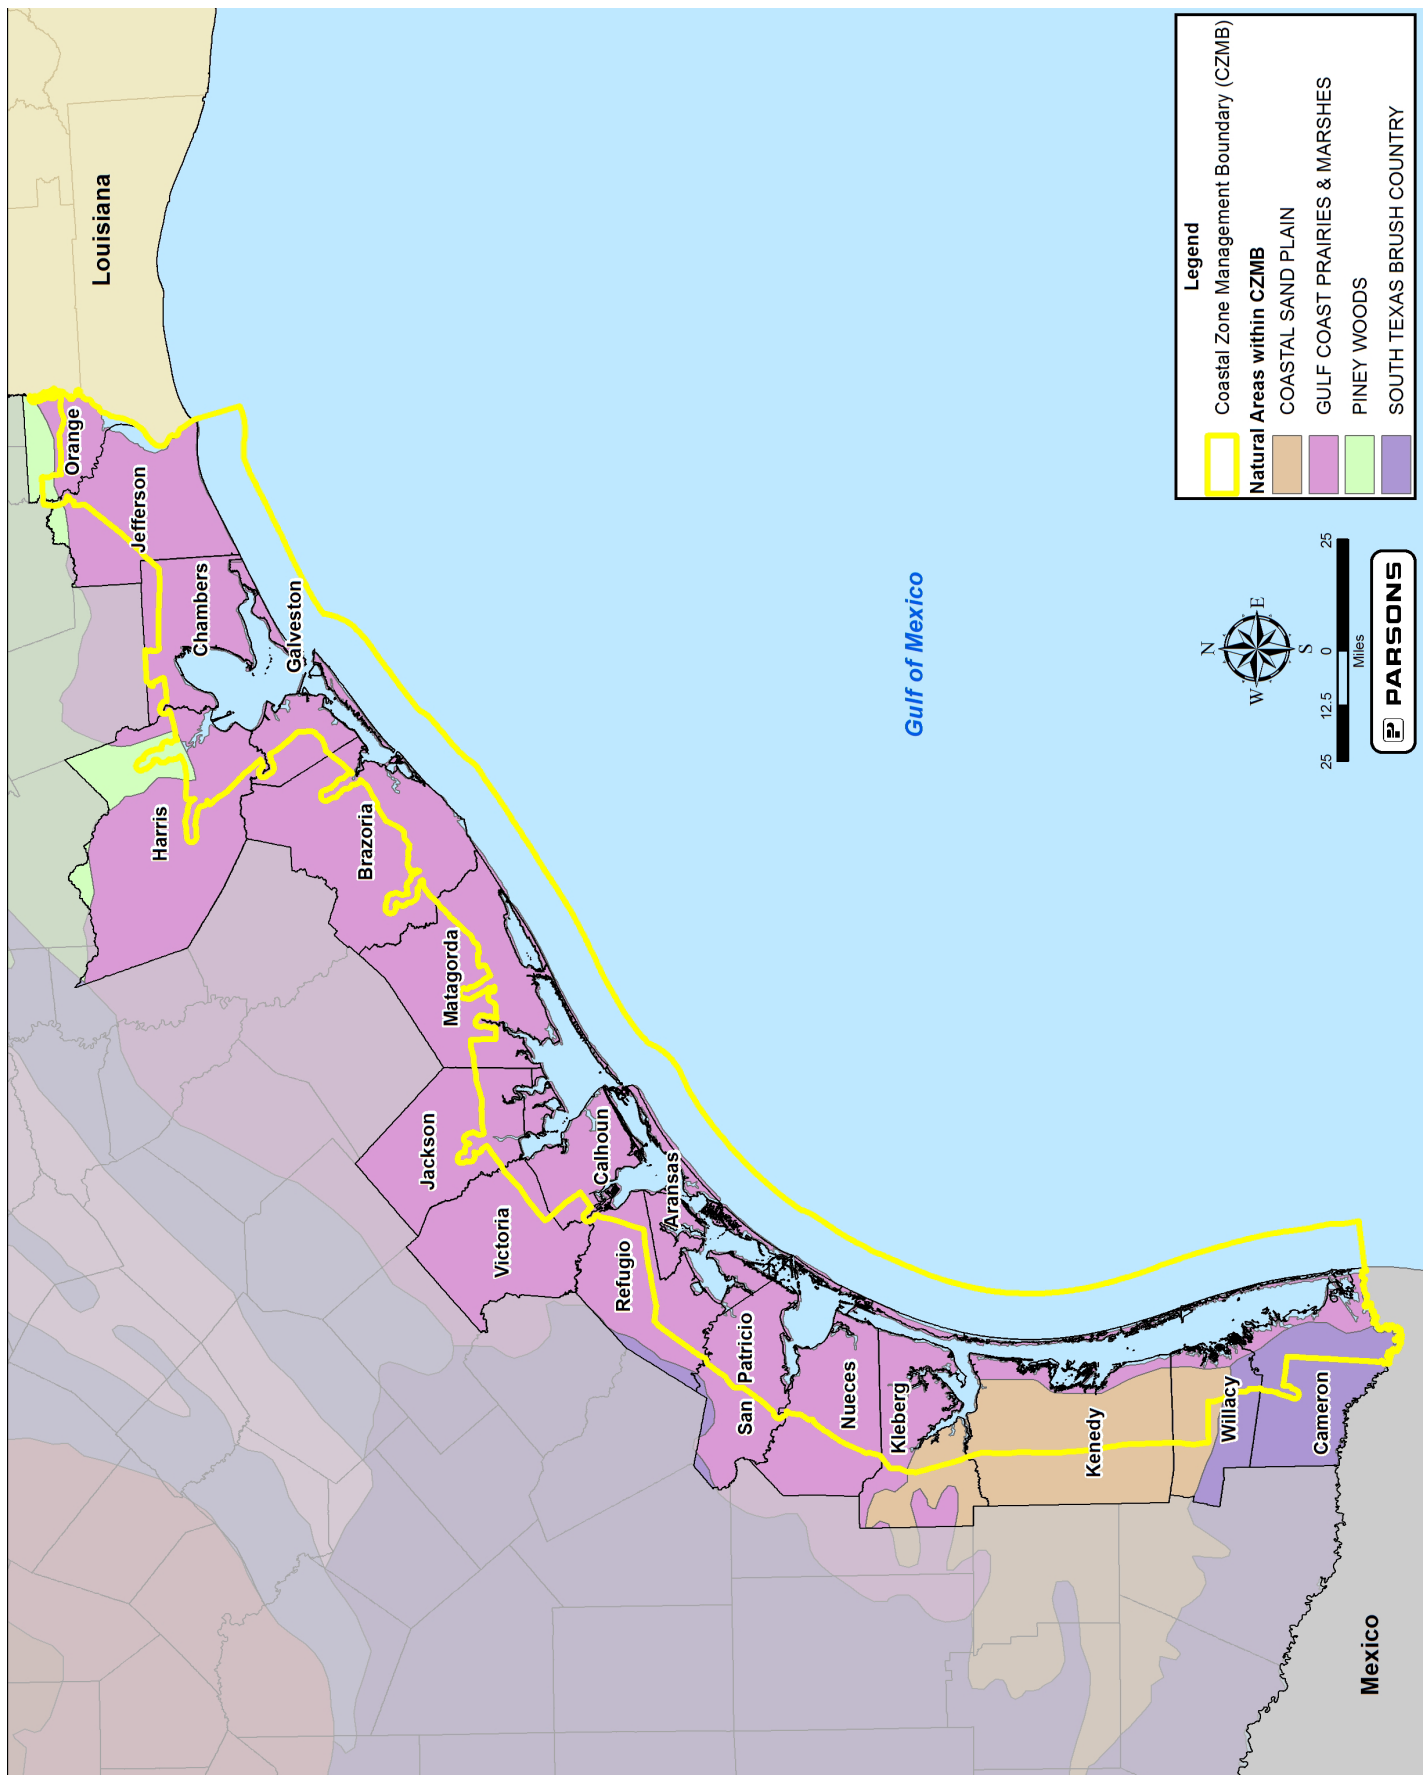 Louisiana
Orange
Jefferson
Chambers
Galveston
Harris
Brazoria
Matagorda
Jackson
Victoria
Calhoun
Aransas
Refugio
San Patricio
Nueces
Kleberg
Kenedy
Willacy
Cameron
Mexico
Gulf of Mexico
Legend
Coastal Zone Management Boundary (CZMB)
Natural Areas within CZMB
COASTAL SAND PLAIN
GULF COAST PRAIRIES & MARSHES
PINEY WOODS
SOUTH TEXAS BRUSH COUNTRY
N
W E
S
25 12.5 0 25
Miles
P PARSONS